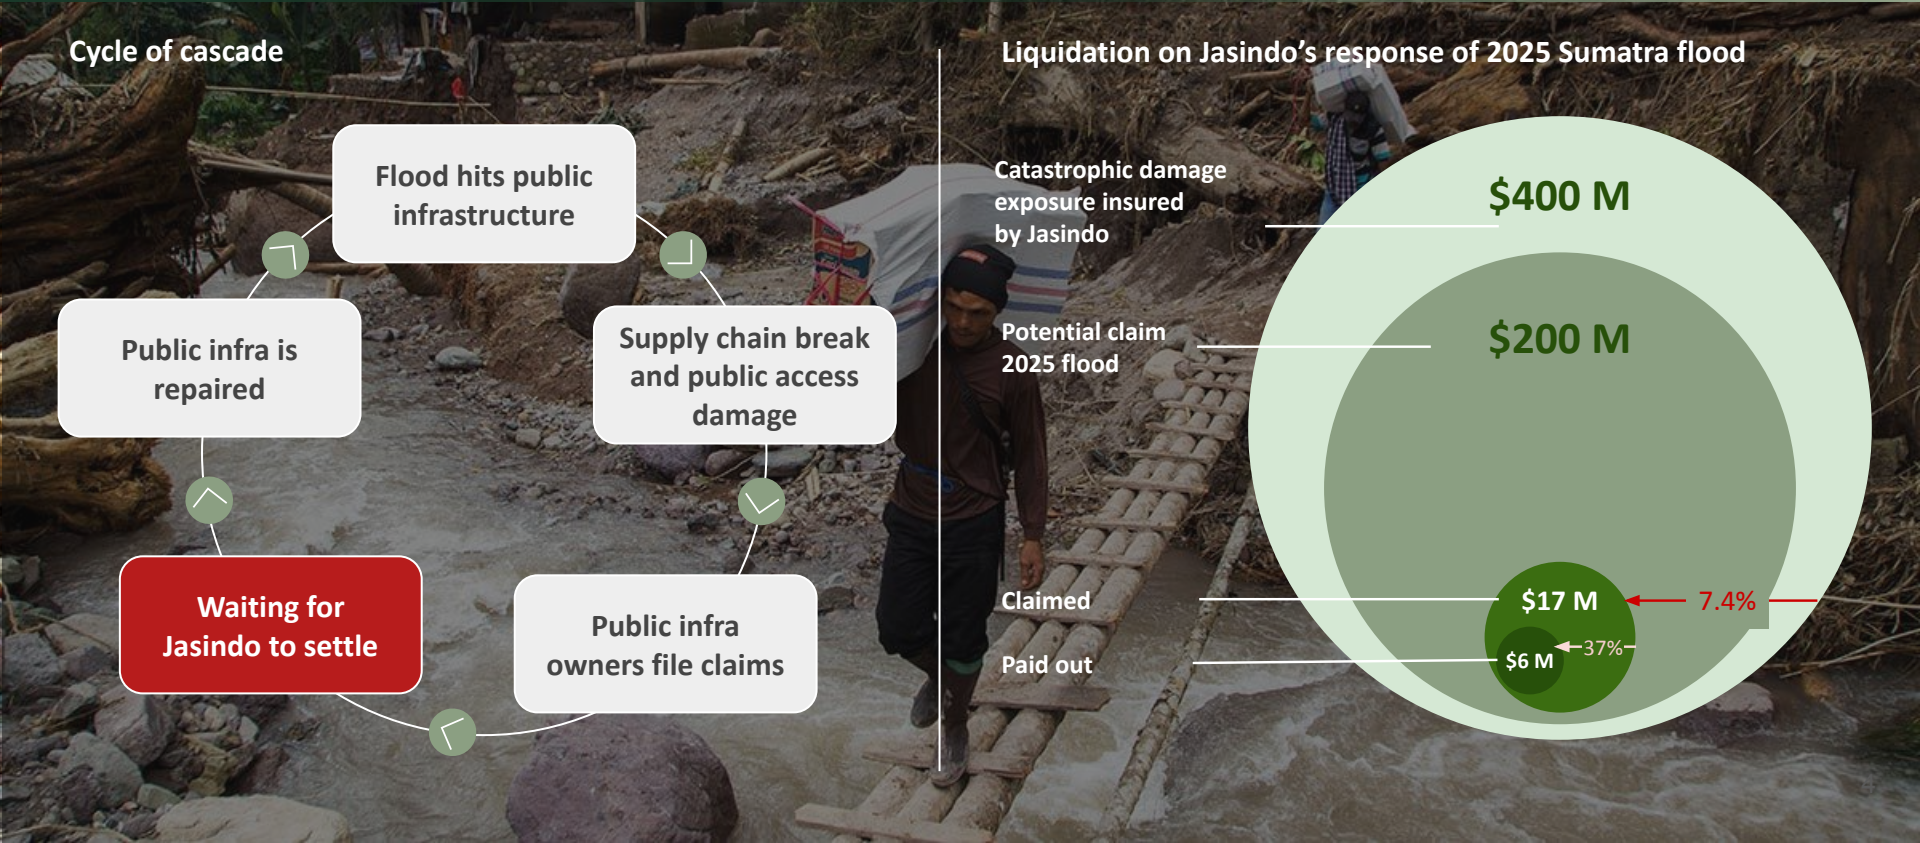 Cycle of cascade
Flood hits public
infrastructure
Supply chain break
and public access
damage
Public infra
owners file claims
Waiting for
Jasindo to settle
Public infra is
repaired
Liquidation on Jasindo’s response of 2025 Sumatra flood
Catastrophic damage
exposure insured
by Jasindo
$400 M
Potential claim
2025 flood
$200 M
Claimed
$17 M
7.4%
Paid out
$6 M
37%